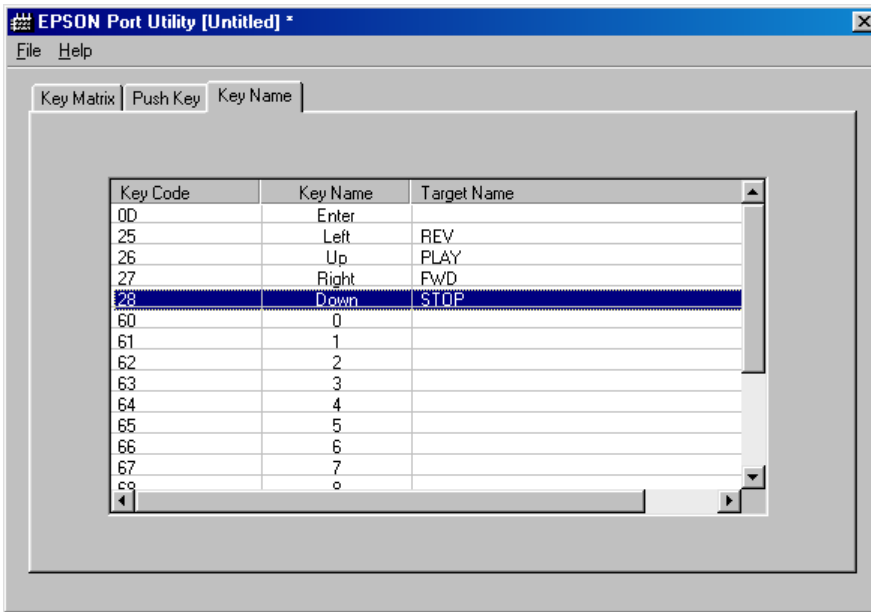 EPSON Port Utility [Untitled] *
File Help
Key Matrix Push Key Key Name
Key Code Key Name Target Name
0D Enter
25 Left REV
26 Up PLAY
27 Right FWD
28 Down STOP
60 0
61 1
62 2
63 3
64 4
65 5
66 6
67 7